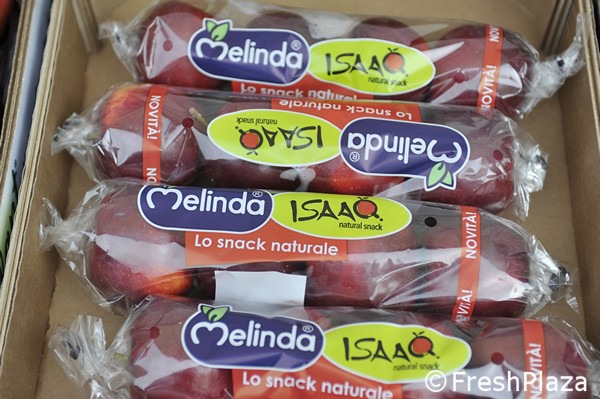 Melinda ISAAQ
natural snack
NOVITÀ!
Lo snack naturale
NOVITÀ!
natural snack
ISAAQ
Melinda®
Melinda® ISAAQ
natural snack
Lo snack naturale
NOVITÀ!
Melinda ISAAQ
natural snack
Lo snack naturale
NOVITÀ!
©FreshPlaza